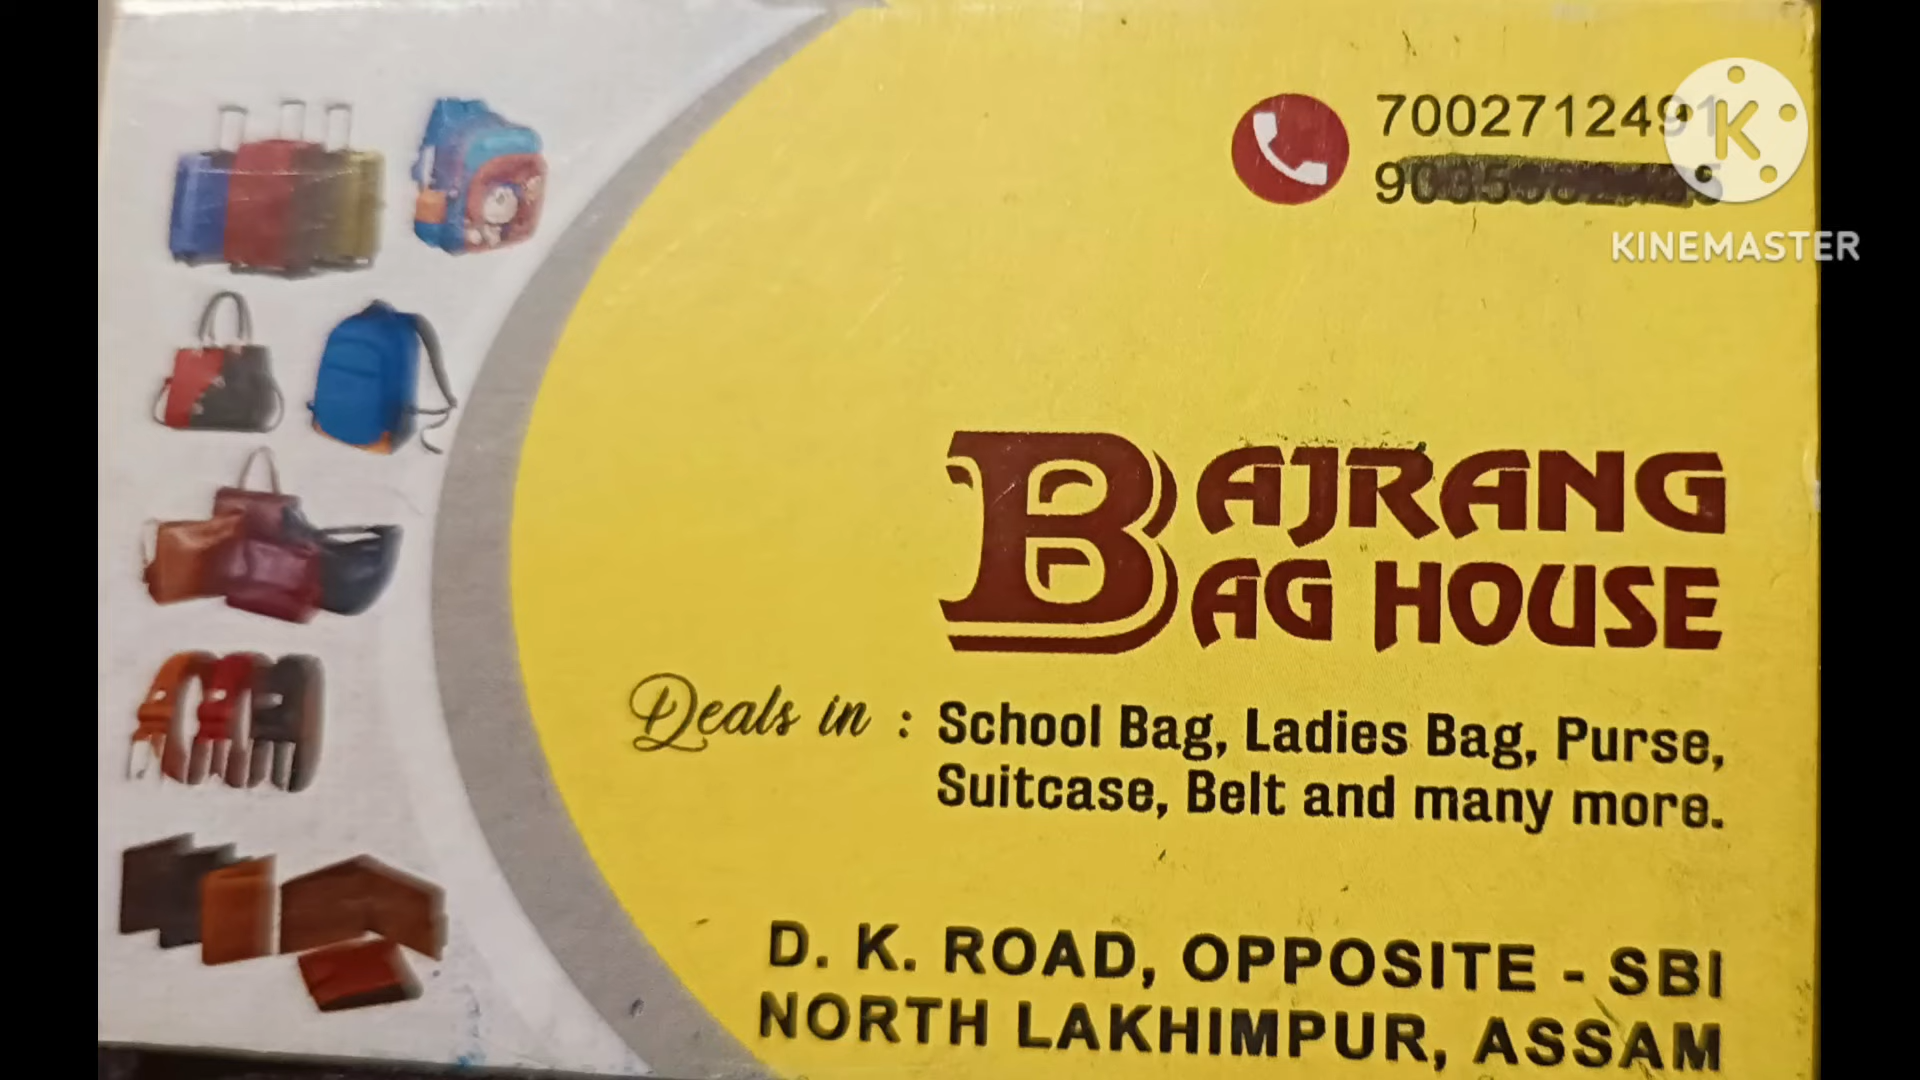 7002712491
BAJRANG
BAG HOUSE
Deals in : School Bag, Ladies Bag, Purse,
Suitcase, Belt and many more.
D. K. ROAD, OPPOSITE - SBI
NORTH LAKHIMPUR, ASSAM
K
KINEMASTER